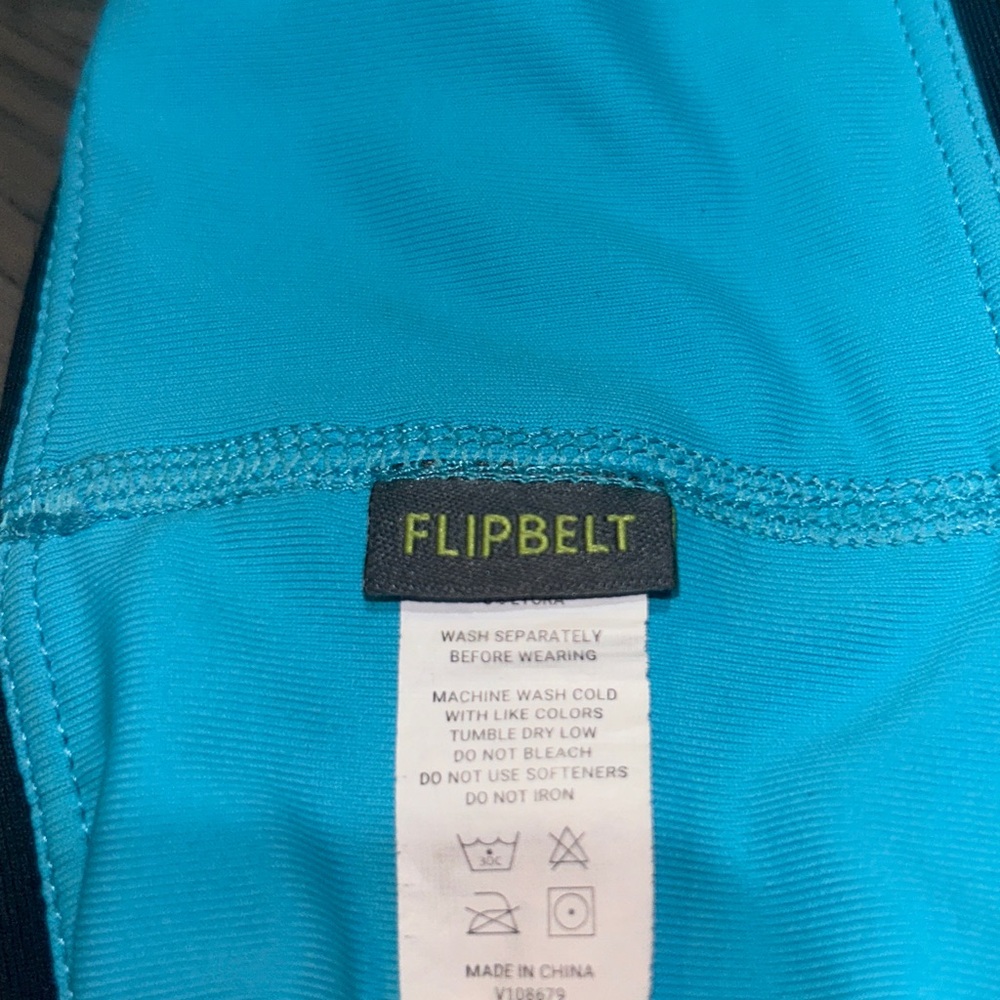 FLIPBELT
WASH SEPARATELY
BEFORE WEARING
MACHINE WASH COLD
WITH LIKE COLORS
TUMBLE DRY LOW
DO NOT BLEACH
DO NOT USE SOFTENERS
DO NOT IRON
30C
MADE IN CHINA
V108679